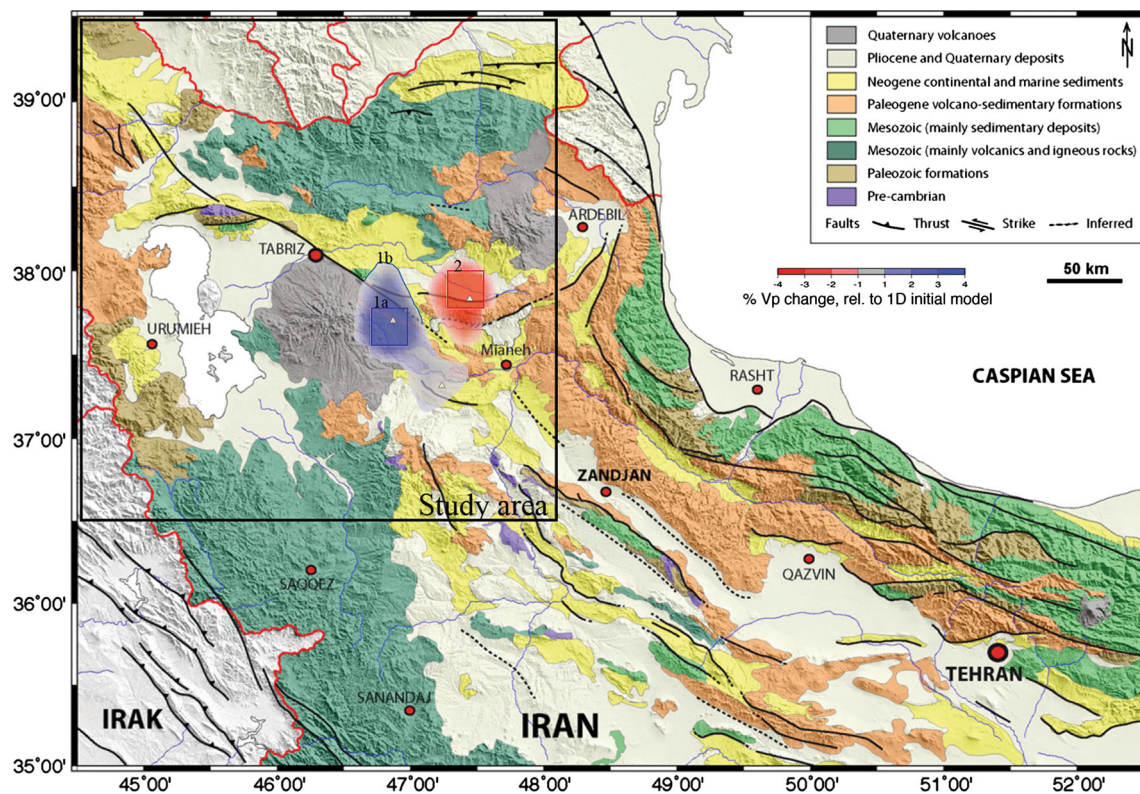 Quaternary volcanoes
Pliocene and Quaternary deposits
Neogene continental and marine sediments
Paleogene volcano-sedimentary formations
Mesozoic (mainly sedimentary deposits)
Mesozoic (mainly volcanics and igneous rocks)
Paleozoic formations
Pre-cambrian
Faults Thrust Strike Inferred
N
-4 -3 -2 -1 0 1 2 3 4
% Vp change, rel. to 1D initial model
50 km
39°00'
38°00'
37°00'
36°00'
35°00'
ARDEBIL
TABRIZ
1b
2
1a
URUMIEH
Mianeh
RASHT
CASPIAN SEA
ZANDJAN
Study area
QAZVIN
SAQQEZ
TEHRAN
SANANDAJ
IRAK
IRAN
45°00' 46°00' 47°00' 48°00' 49°00' 50°00' 51°00' 52°00'